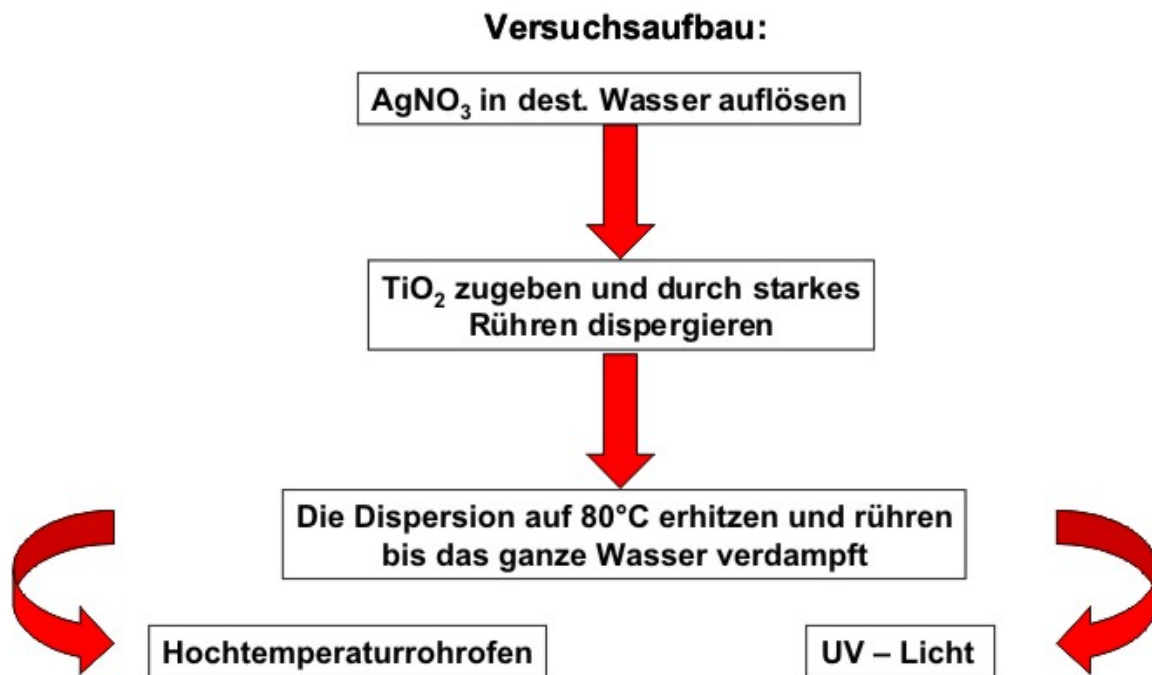 Versuchsaufbau:
AgNO₃ in dest. Wasser auflösen
TiO₂ zugeben und durch starkes
Rühren dispergieren
Die Dispersion auf 80°C erhitzen und rühren
bis das ganze Wasser verdampft
Hochtemperaturrohrofen
UV – Licht